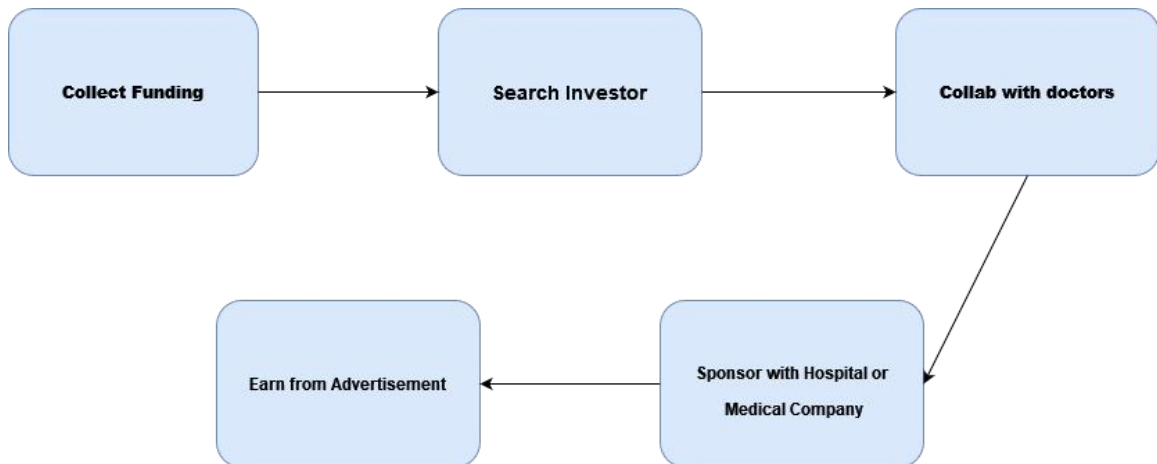 Collect Funding
Search Investor
Collab with doctors
Earn from Advertisement
Sponsor with Hospital or
Medical Company